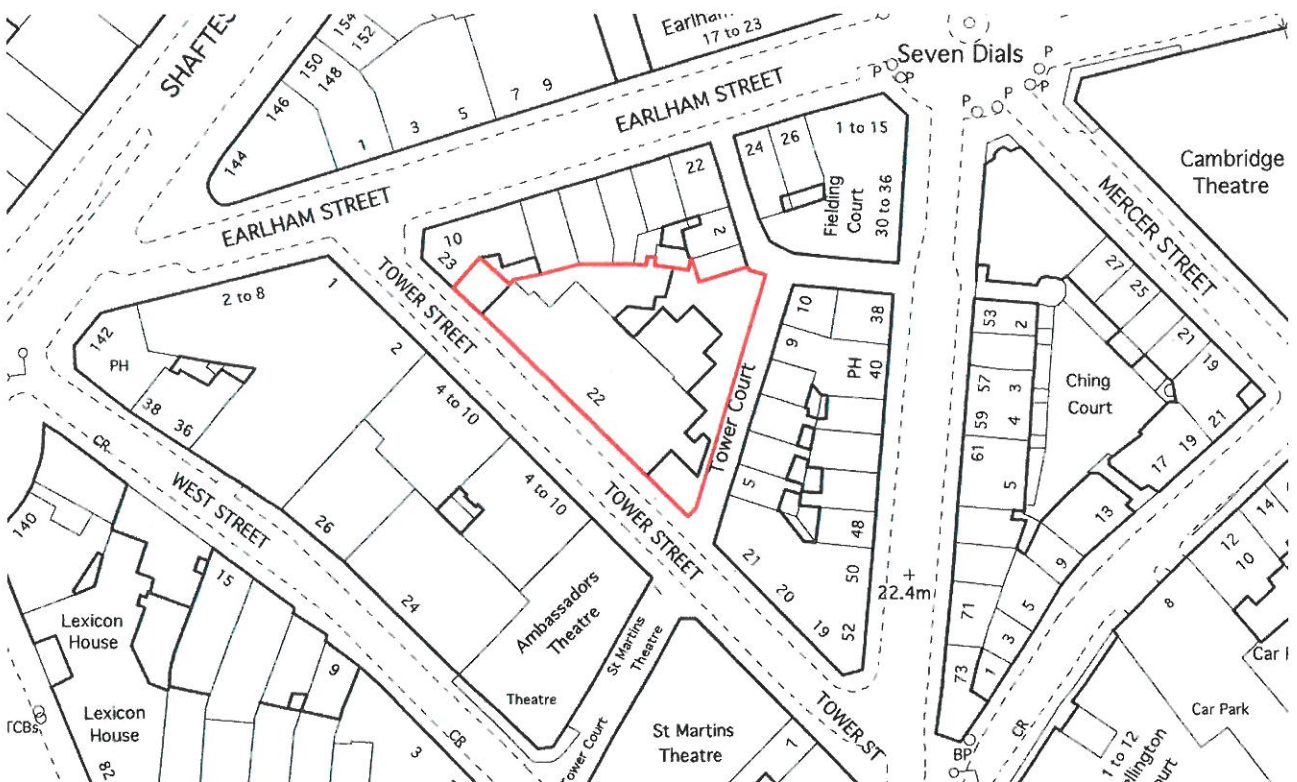 SHAFTES
154
152
150
148
146
144
1
3
5
7
9
Earlham
17 to 23
Seven Dials
P
P
P
P
P
P
EARLHAM STREET
EARLHAM STREET
Cambridge
Theatre
MERCER STREET
24
26
1 to 15
Fielding
Court
30 to 36
22
2
10
23
TOWER STREET
22
Tower Court
TOWER STREET
2 to 8
1
142
PH
38
36
2
4 to 10
4 to 10
26
24
CR
WEST STREET
140
15
9
Lexicon
House
Lexicon
House
TCBs
82
3
CR
Ambassadors
Theatre
Theatre
St Martins
Theatre
Tower Court
St Martins
Theatre
1
TOWER ST
10
38
9
PH
40
5
48
50
21
20
19
52
22.4m
53
2
57
3
59
4
61
5
71
73
Ching
Court
27
25
21
19
21
19
17
13
9
5
3
1
BP
CR
8
12
10
14
Car
Car Park
1 to 12
llington
ourt